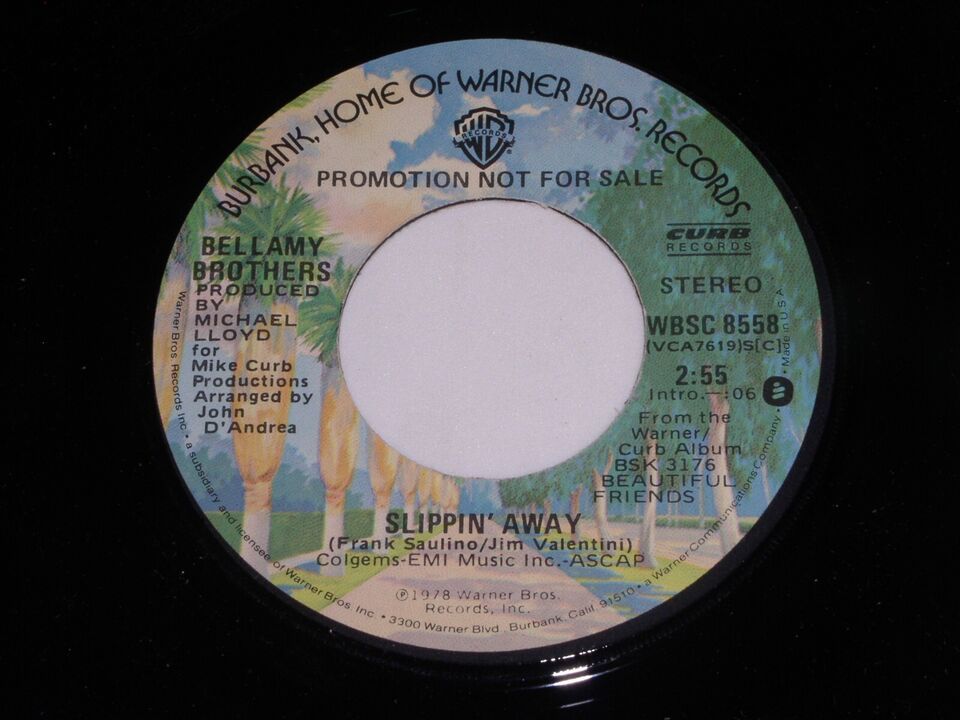 BURBANK, HOME OF WARNER BROS. RECORDS
WB
RECORDS
®
PROMOTION NOT FOR SALE
BELLAMY
BROTHERS
PRODUCED
BY
MICHAEL
LLOYD
for
Mike Curb
Productions
Arranged by
John
D'Andrea
CURB
RECORDS
STEREO
WBSC 8558
(VCA7619)S[C]
2:55
Intro.—:06
From the
Warner/
Curb Album
BSK 3176
BEAUTIFUL
FRIENDS
SLIPPIN' AWAY
(Frank Saulino/Jim Valentini)
Colgems-EMI Music Inc.-ASCAP
℗1978 Warner Bros.
Records, Inc.
Warner Bros. Records Inc. • a subsidiary and licensee of Warner Bros. Inc. • 3300 Warner Blvd., Burbank, Calif. 91510 • a Warner Communications Company • Made in U.S.A.